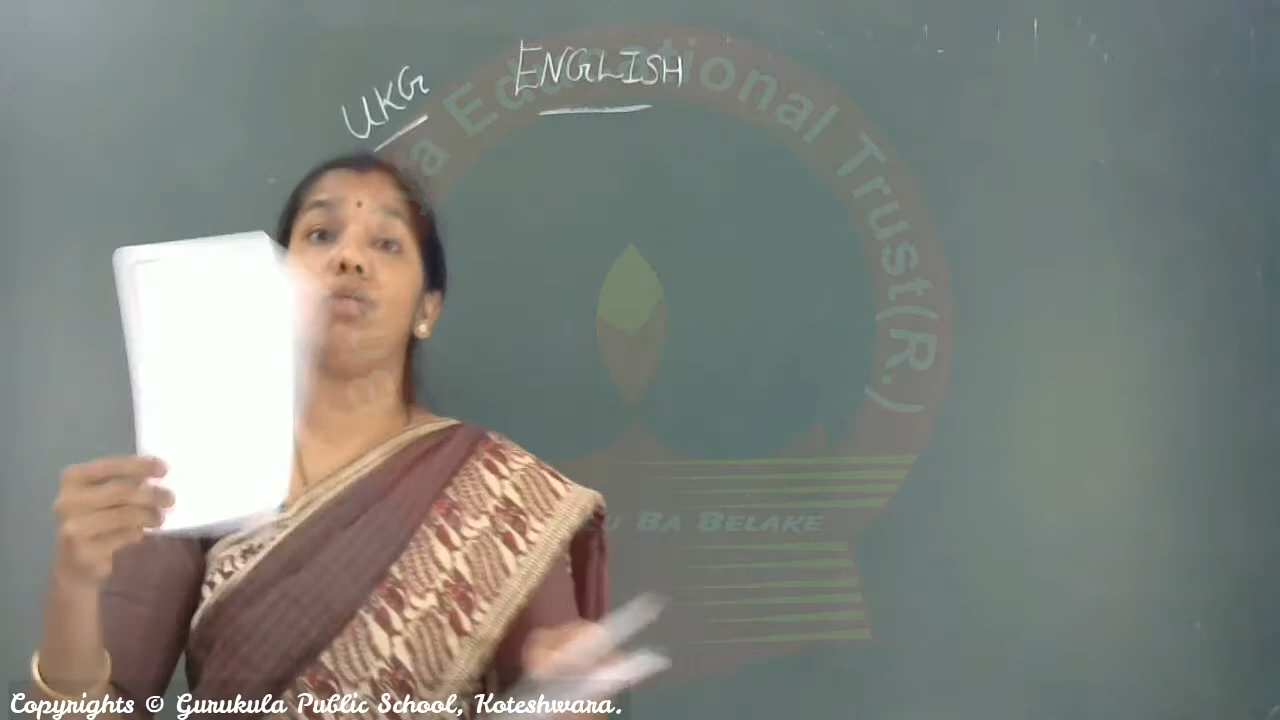 ENGLISH
UKG
a Educational Trust(R.)
Ba Belake
Copyrights © Gurukula Public School, Koteshwara.